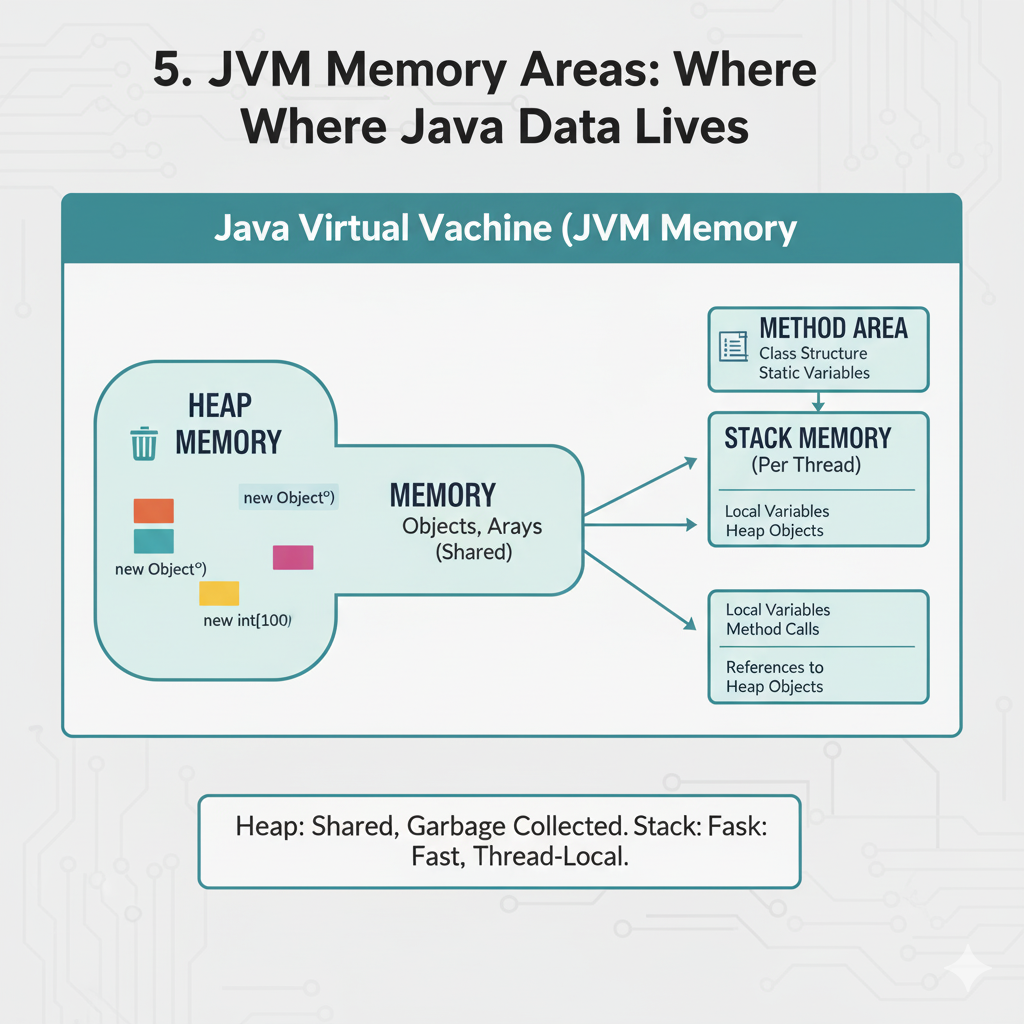 5. JVM Memory Areas: Where
Where Java Data Lives
Java Virtual Vachine (JVM Memory
HEAP
MEMORY
new Objectº)
new Objectº)
new int[100)
MEMORY
Objects, Arays
(Shared)
METHOD AREA
Class Structure
Static Variables
STACK MEMORY
(Per Thread)
Local Variables
Heap Objects
Local Variables
Method Calls
References to
Heap Objects
Heap: Shared, Garbage Collected. Stack: Fask:
Fast, Thread-Local.